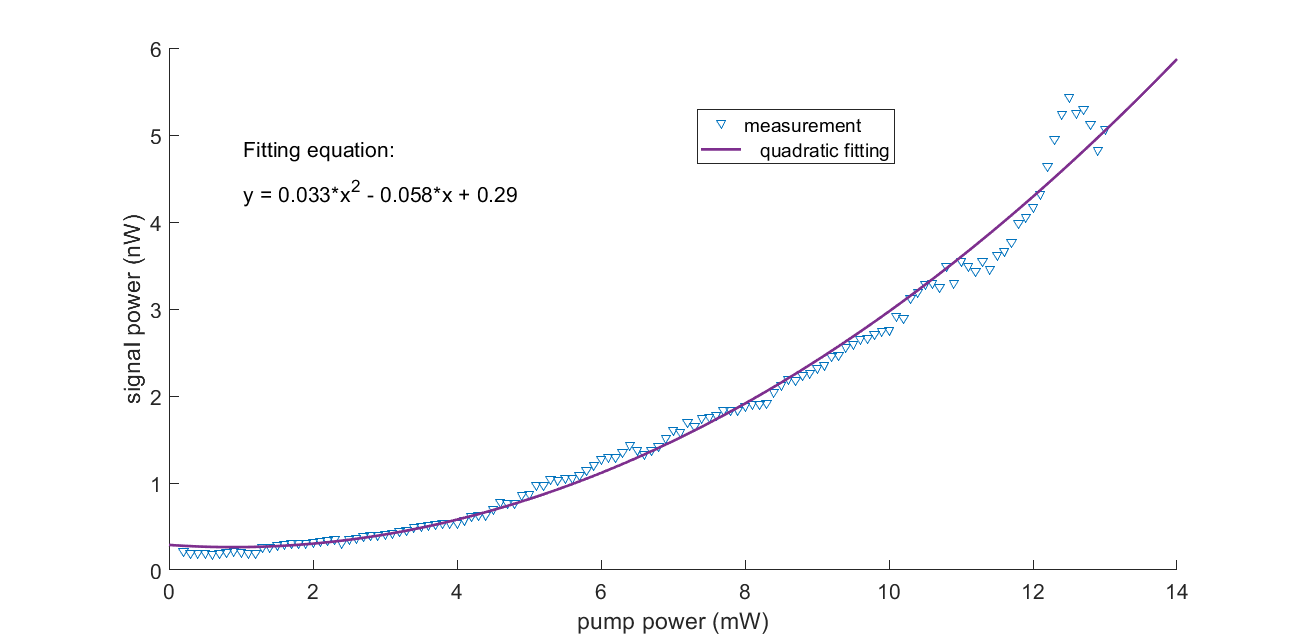 6
5
4
3
2
1
0
signal power (nW)
Fitting equation:
y = 0.033*x² - 0.058*x + 0.29
measurement
quadratic fitting
0 2 4 6 8 10 12 14
pump power (mW)